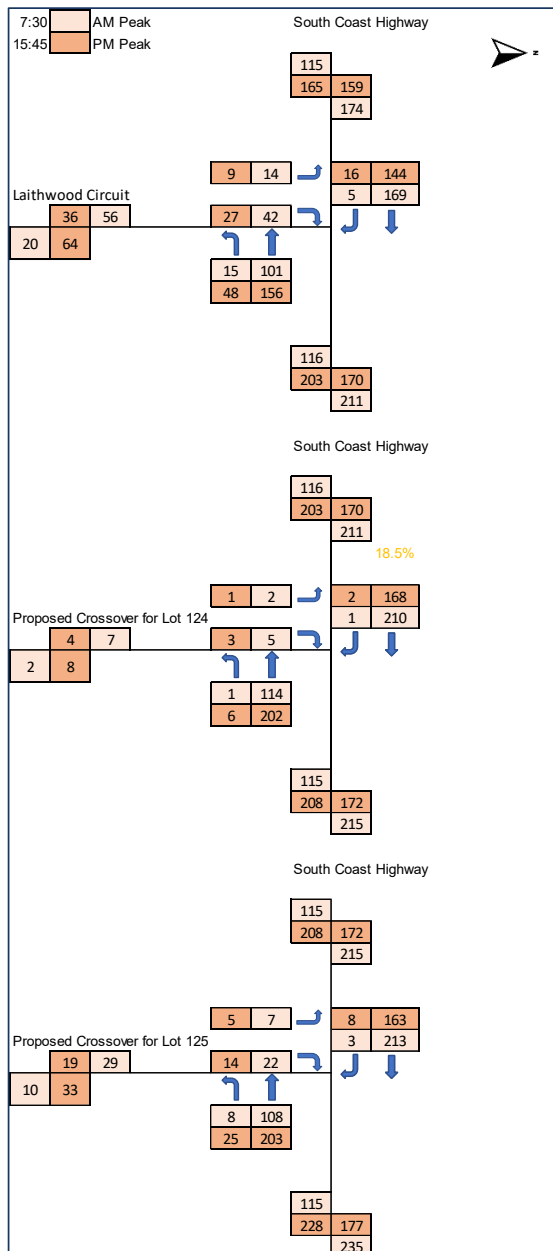 7:30 AM Peak South Coast Highway
15:45 PM Peak
N
115
165 159
174
9 14 16 144
Laithwood Circuit 5 169
36 56 27 42
20 64
15 101
48 156
116
203 170
211
South Coast Highway
116
203 170
211
18.5%
1 2 2 168
Proposed Crossover for Lot 124 1 210
4 7 3 5
2 8
1 114
6 202
115
208 172
215
South Coast Highway
115
208 172
215
5 7 8 163
Proposed Crossover for Lot 125 3 213
19 29 14 22
10 33
8 108
25 203
115
228 177
235